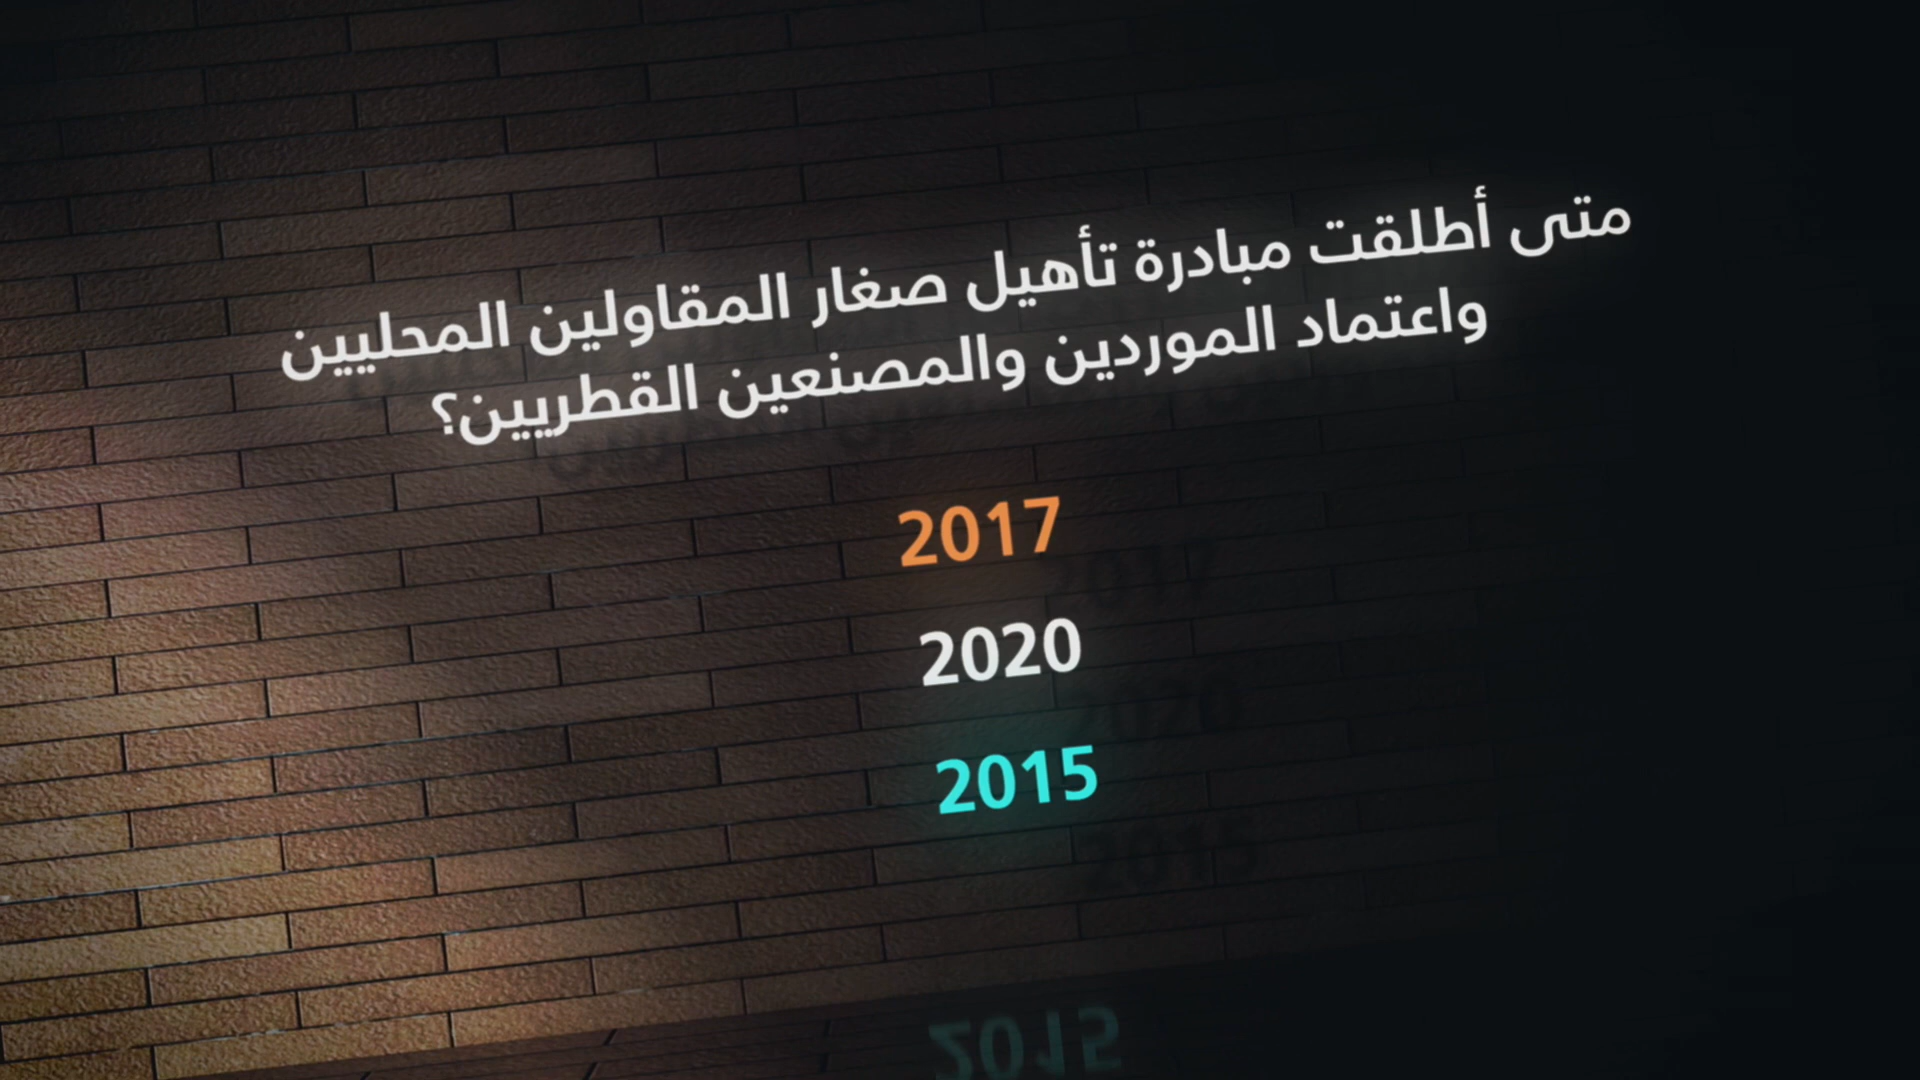 متى أطلقت مبادرة تأهيل صغار المقاولين المحليين
واعتماد الموردين والمصنعين القطريين؟
2017
2020
2015